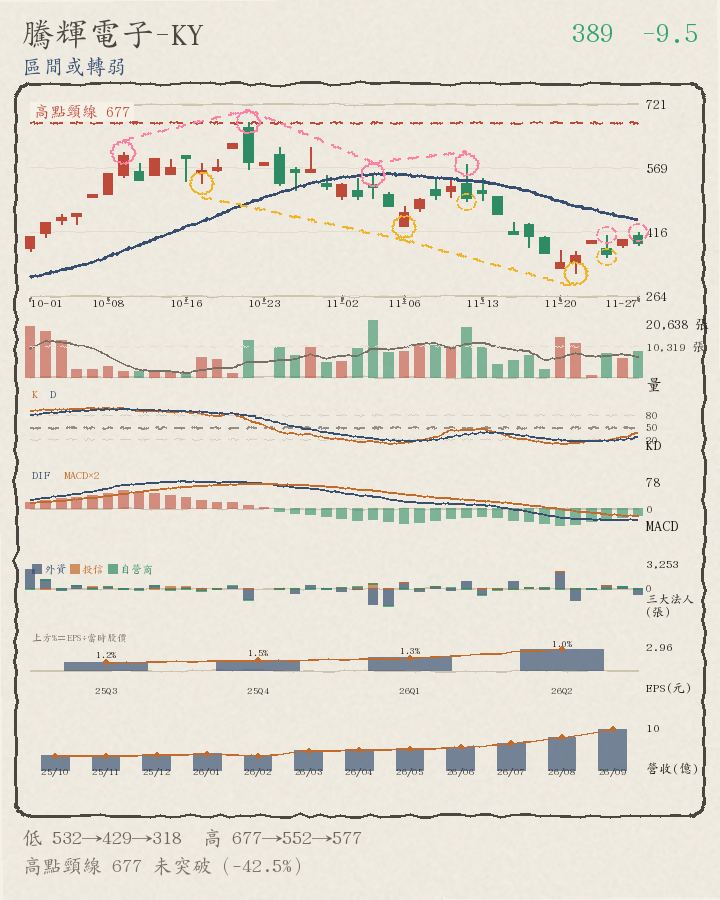 騰輝電子-KY
389 -9.5
區間或轉弱
高點頸線 677
721
569
416
264
10-01 10-08 10-16 10-23 11-02 11-06 11-13 11-20 11-27
20,638 張
10,319 張
量
K D
80
50
20
KD
DIF MACD×2
78
0
MACD
外資 投信 自營商
3,253
0
三大法人
(張)
上方%=EPS÷當時股價
1.2% 1.5% 1.3% 1.0%
2.96
25Q3 25Q4 26Q1 26Q2
EPS(元)
10
25/10 25/11 25/12 26/01 26/02 26/03 26/04 26/05 26/06 26/07 26/08 26/09
營收(億)
低 532→429→318 高 677→552→577
高點頸線 677 未突破 (-42.5%)